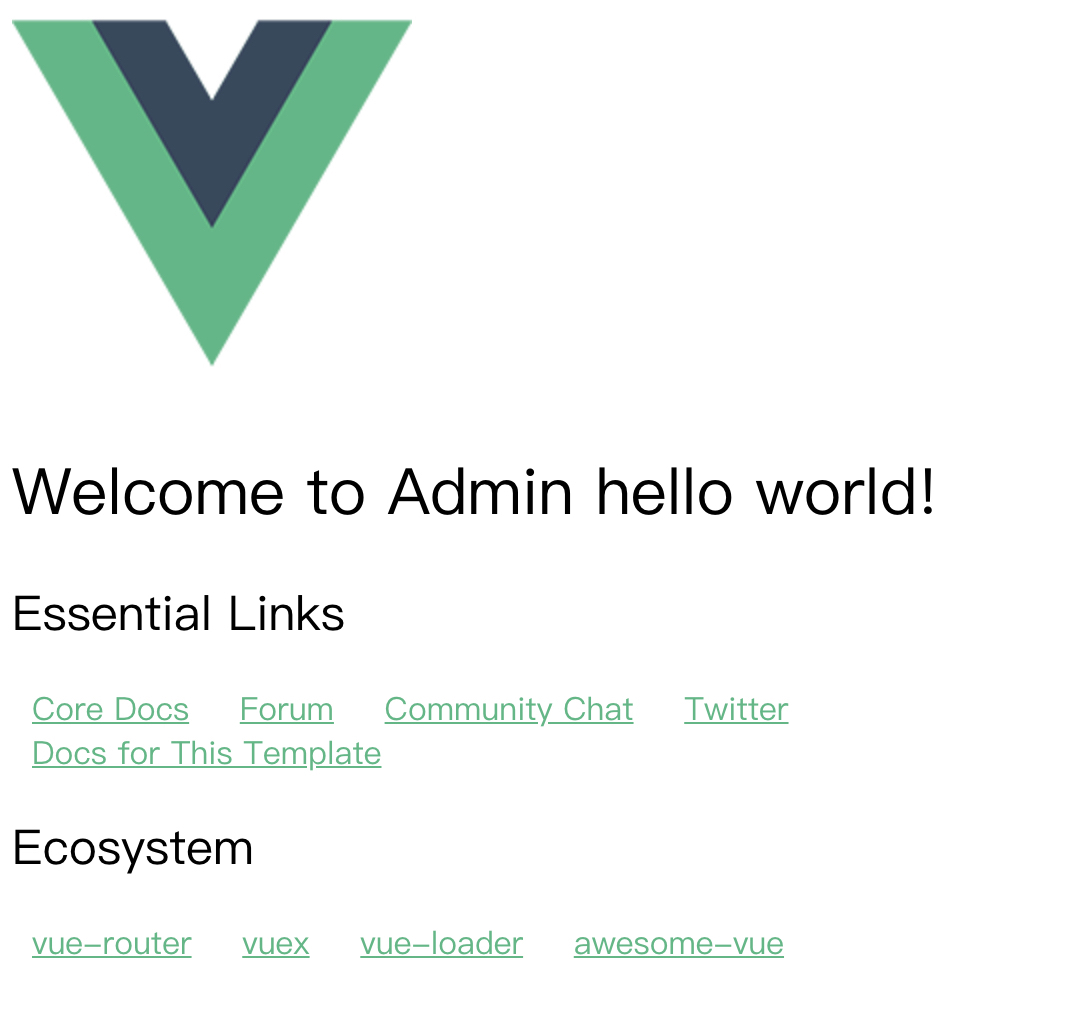 Welcome to Admin hello world!
Essential Links
Core Docs Forum Community Chat Twitter
Docs for This Template
Ecosystem
vue-router vuex vue-loader awesome-vue